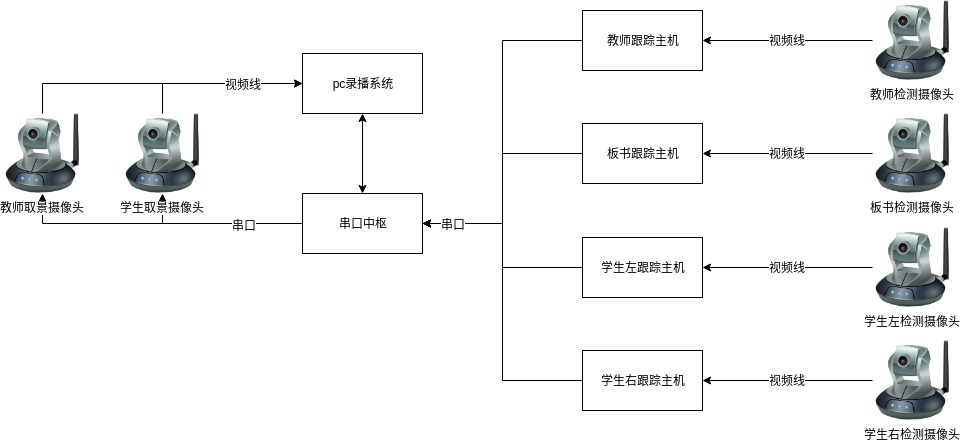 教师跟踪主机
视频线
教师检测摄像头
视频线
pc录播系统
教师取景摄像头
学生取景摄像头
板书跟踪主机
视频线
板书检测摄像头
串口
串口中枢
串口
学生左跟踪主机
视频线
学生左检测摄像头
学生右跟踪主机
视频线
学生右检测摄像头